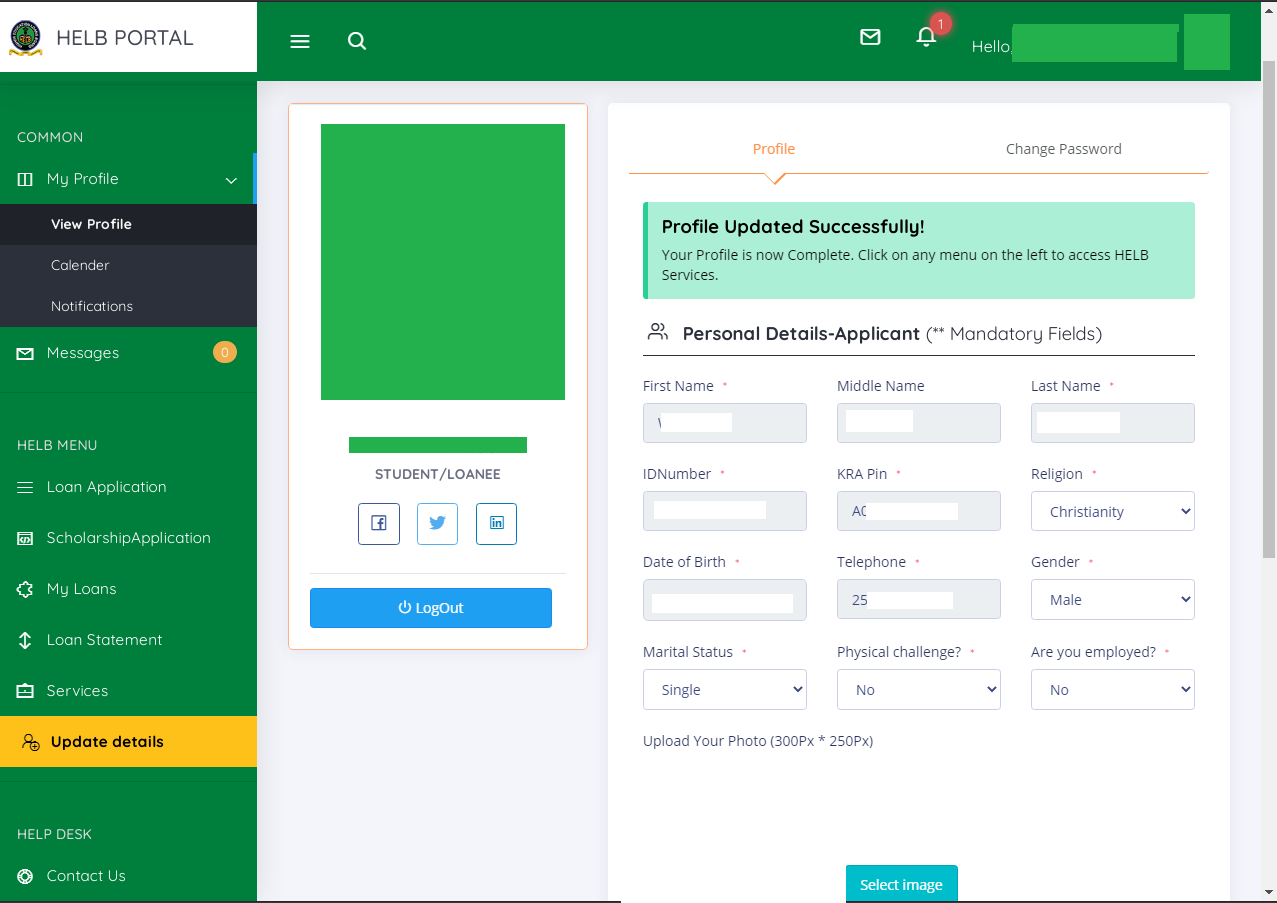 HELB PORTAL
1
Hello,
COMMON
My Profile
View Profile
Calender
Notifications
Messages
0
HELB MENU
Loan Application
ScholarshipApplication
My Loans
Loan Statement
Services
Update details
HELP DESK
Contact Us
STUDENT/LOANEE
LogOut
Profile
Change Password
Profile Updated Successfully!
Your Profile is now Complete. Click on any menu on the left to access HELB
Services.
Personal Details-Applicant (** Mandatory Fields)
First Name *
Middle Name
Last Name *
IDNumber *
KRA Pin *
Religion *
A0
Christianity
Date of Birth *
Telephone *
Gender *
25
Male
Marital Status *
Physical challenge? *
Are you employed? *
Single
No
No
Upload Your Photo (300Px * 250Px)
Select image